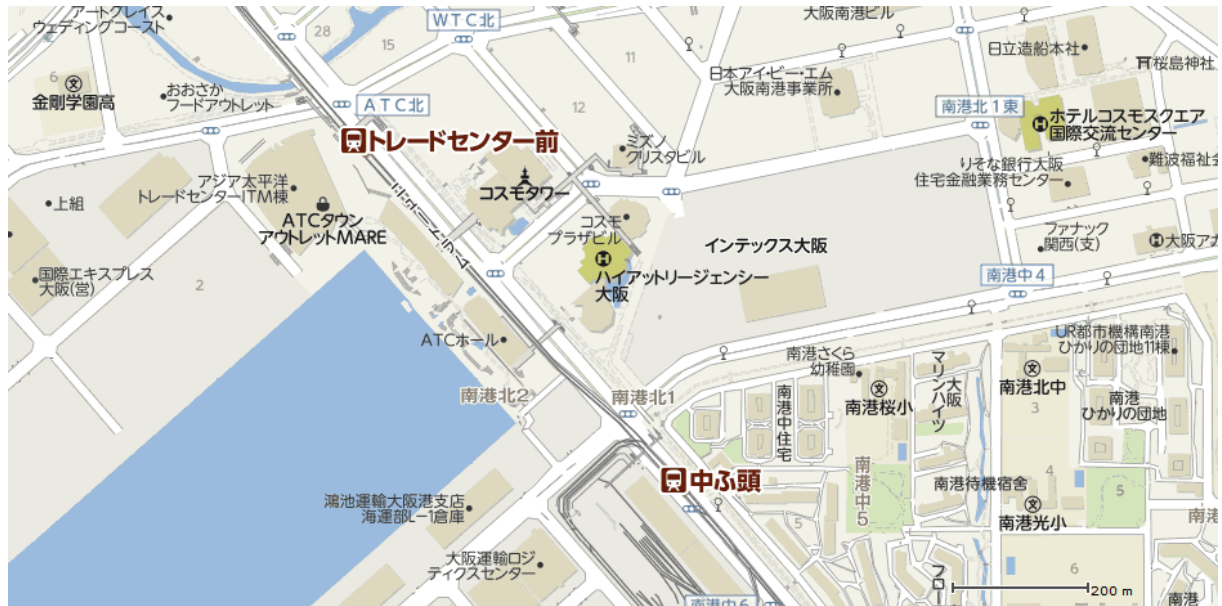 アートグレイス
ウェディングコースト
WTC北
大阪南港ビル
28
15
11
日立造船本社
桜島神社
6
金剛学園高
おおさか
フードアウトレット
ATC北
12
日本アイ・ビー・エム
大阪南港事業所
南港北1東
ホテルコスモスクエア
国際交流センター
トレードセンター前
ミズノ
クリスタビル
りそな銀行大阪
住宅金融業務センター
難波福祉会
アジア太平洋
トレードセンターITM棟
コスモタワー
上組
ATCタウン
アウトレットMARE
ニュートラム
コスモ
プラザビル
インテックス大阪
ファナック
関西(支)
大阪アカ
国際エキスプレス
大阪(営)
2
ハイアットリージェンシー
大阪
南港中4
ATCホール
南港さくら
幼稚園
UR都市機構南港
ひかりの団地11棟
南港北2
南港北1
南港中住宅
南港桜小
大阪
マリンハイツ
南港北中
3
南港
ひかりの団地
中ふ頭
南港中5
南港待機宿舎
4
5
南港
鴻池運輸大阪港支店
海運部L-1倉庫
5
南港光小
大阪運輸ロジ
ティクスセンター
フロー
6
200 m
南港中6
南港